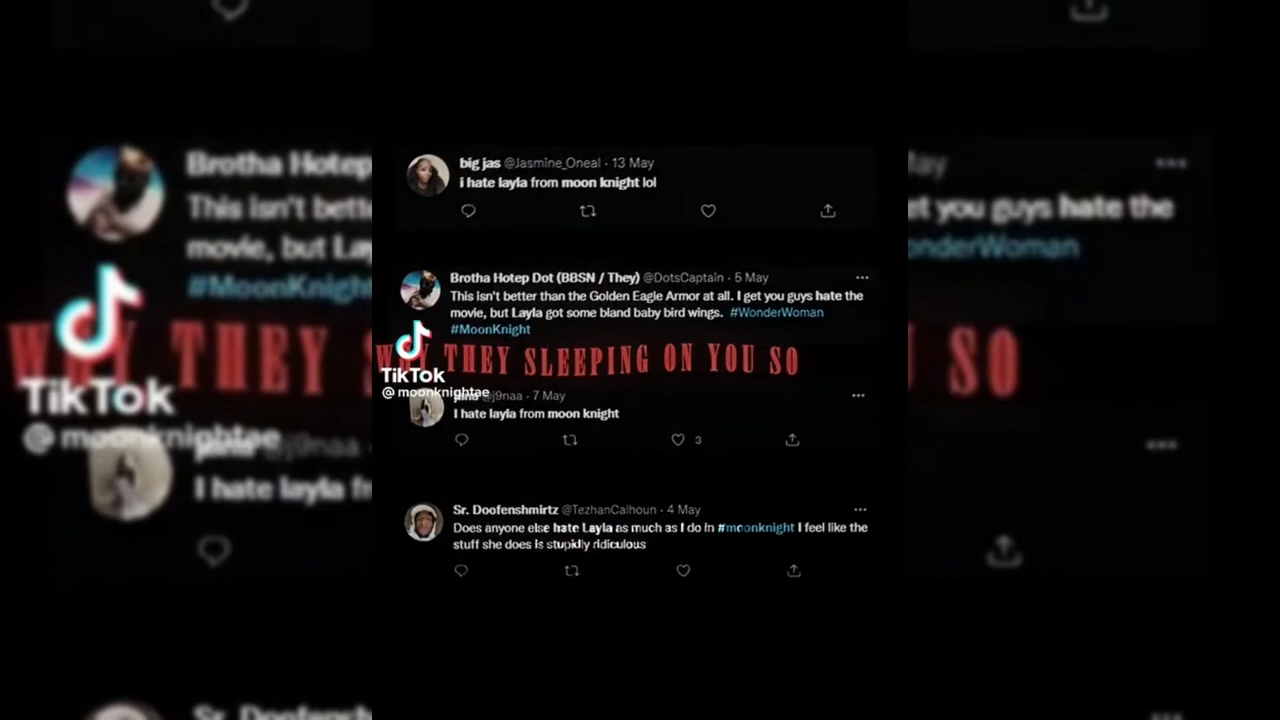 big jas @Jasmine_Oneal · 13 May
i hate layla from moon knight lol
Brotha Hotep Dot (BBSN / They) @DotsCaptain · 5 May
This isn't better than the Golden Eagle Armor at all. I get you guys hate the
movie, but Layla got some bland baby bird wings. #WonderWoman
#MoonKnight
WHY THEY SLEEPING ON YOU SO
TikTok
@moonknightae
@j9naa · 7 May
I hate layla from moon knight
3
Sr. Doofenshmirtz @TezhanCalhoun · 4 May
Does anyone else hate Layla as much as I do in #moonknight I feel like the
stuff she does is stupidly ridiculous